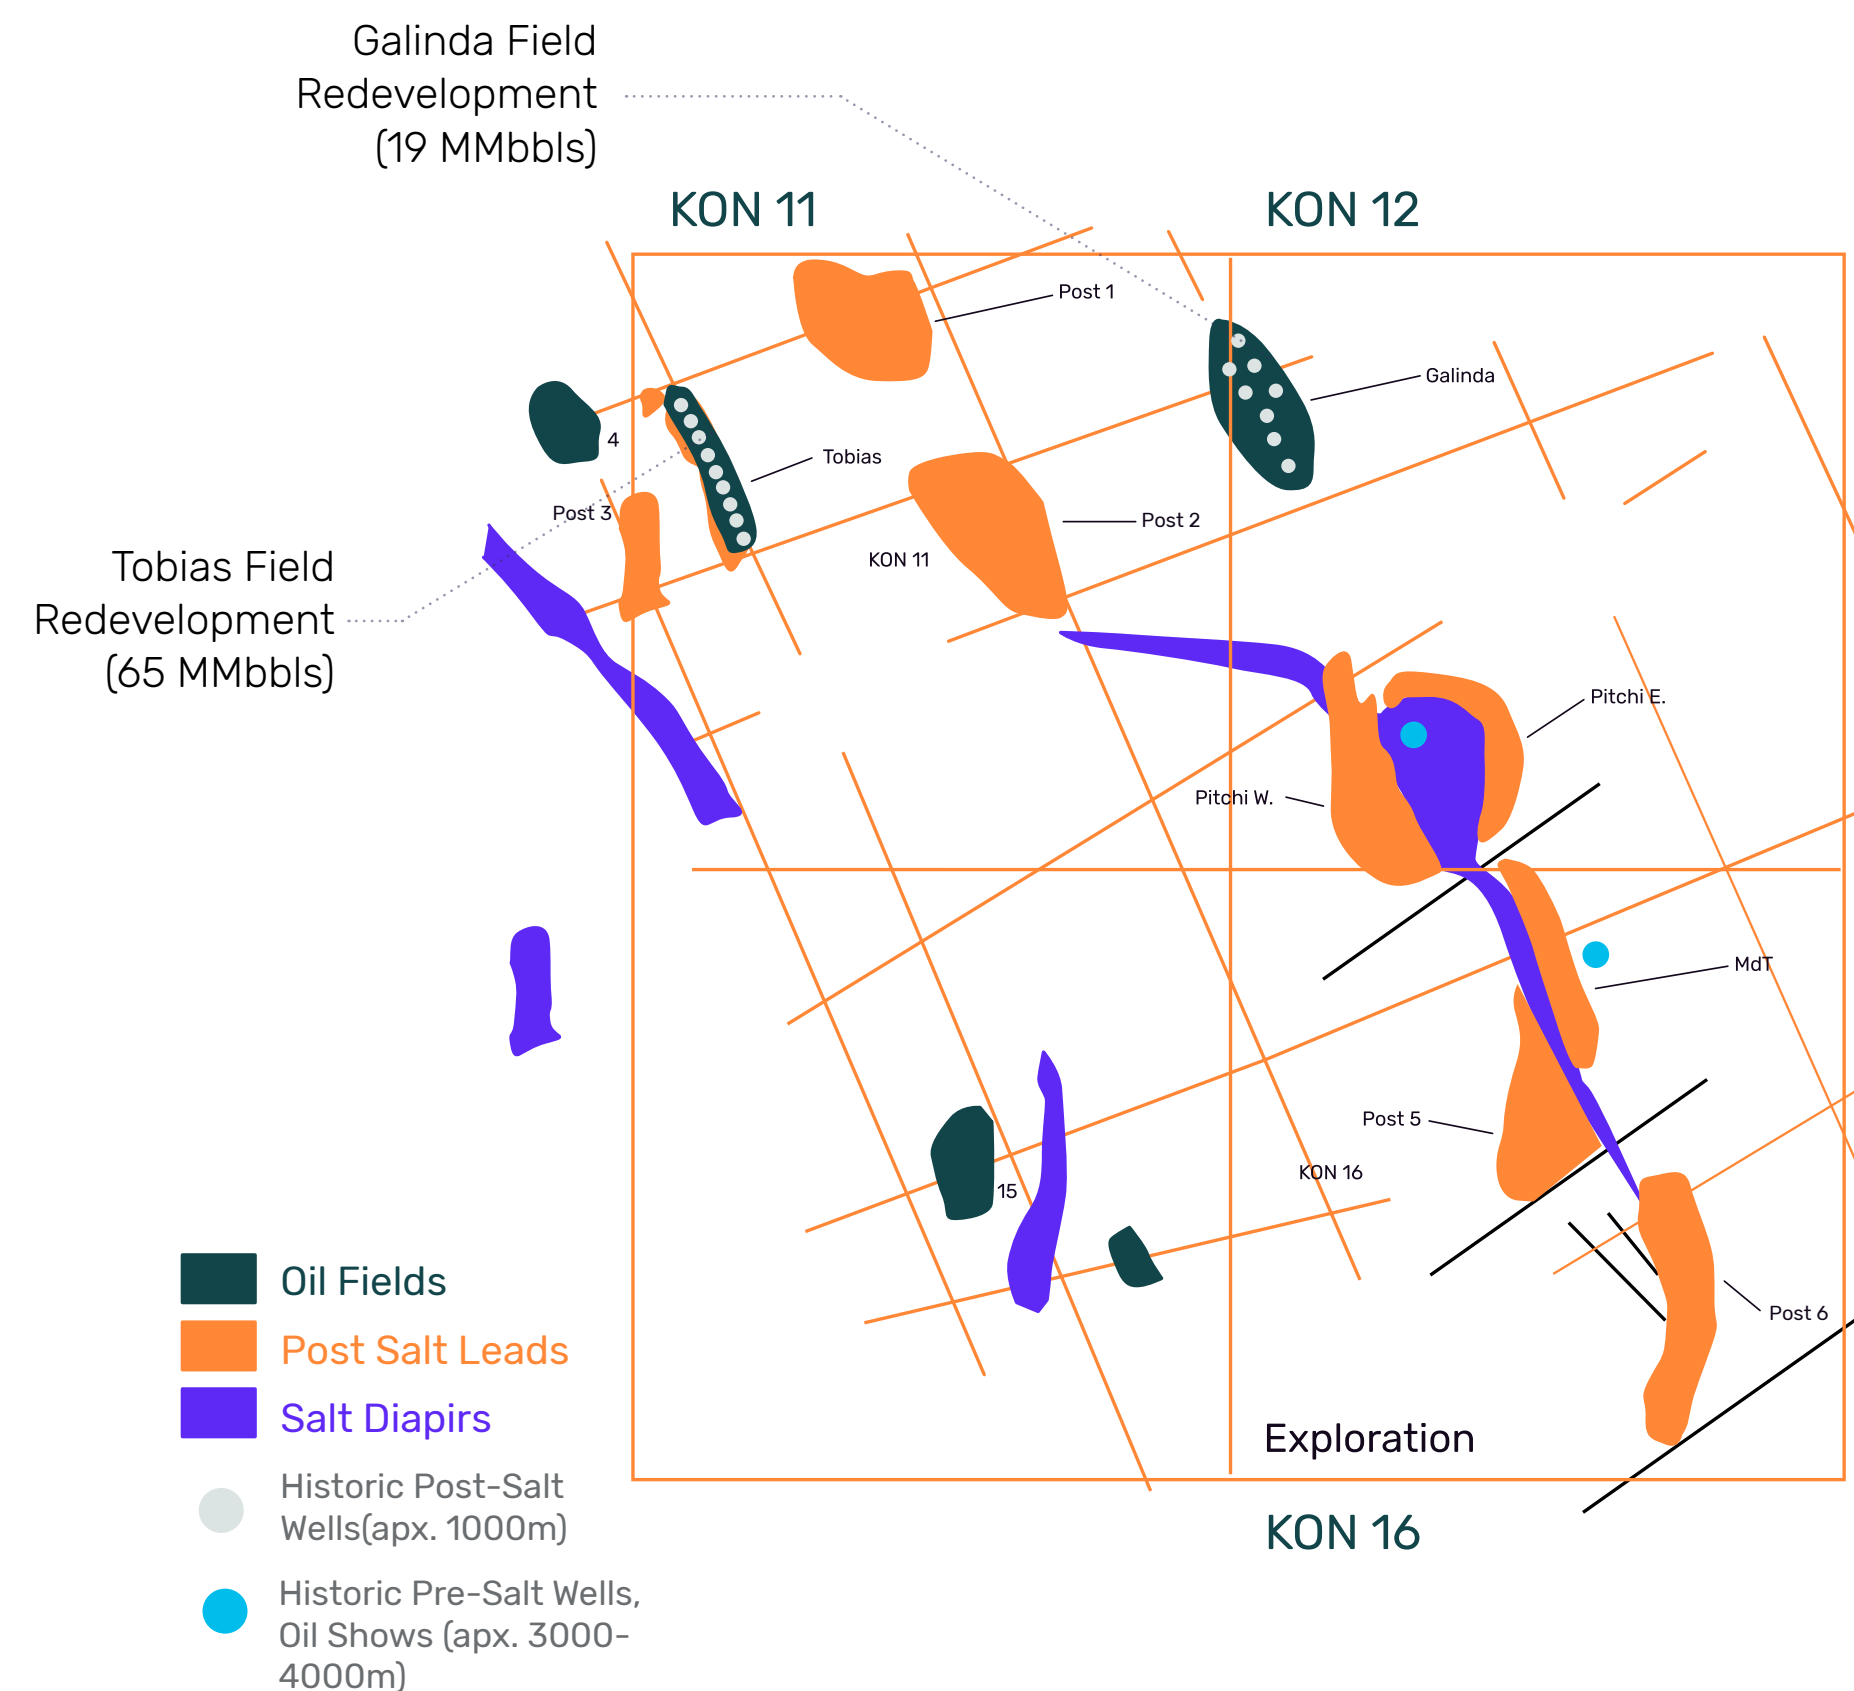 Galinda Field
Redevelopment
(19 MMbbls)
KON 11
KON 12
Post 1
Galinda
4
Tobias
Post 3
Post 2
KON 11
Tobias Field
Redevelopment
(65 MMbbls)
Pitchi E.
Pitchi W.
MdT
Post 5
KON 16
15
Post 6
Oil Fields
Post Salt Leads
Salt Diapirs
Exploration
Historic Post-Salt
Wells(apx. 1000m)
KON 16
Historic Pre-Salt Wells,
Oil Shows (apx. 3000-
4000m)